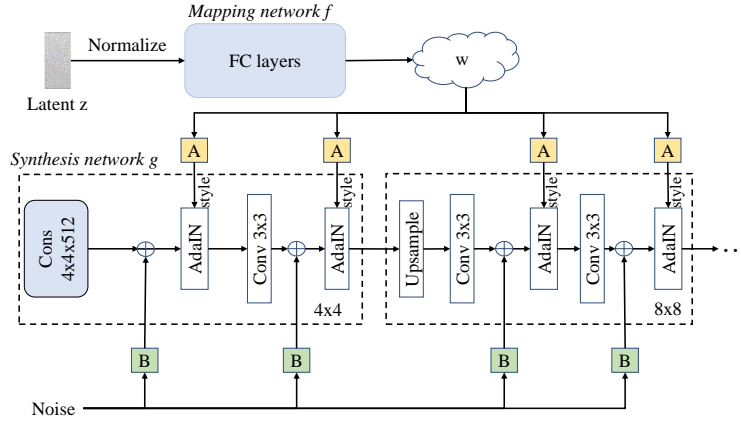 Mapping network f
Normalize
FC layers
w
Latent z
A
A
A
A
Synthesis network g
style
style
style
style
Cons
4x4x512
AdaIN
Conv 3x3
AdaIN
Upsample
Conv 3x3
AdaIN
Conv 3x3
AdaIN
. .
4x4
8x8
B
B
B
B
Noise